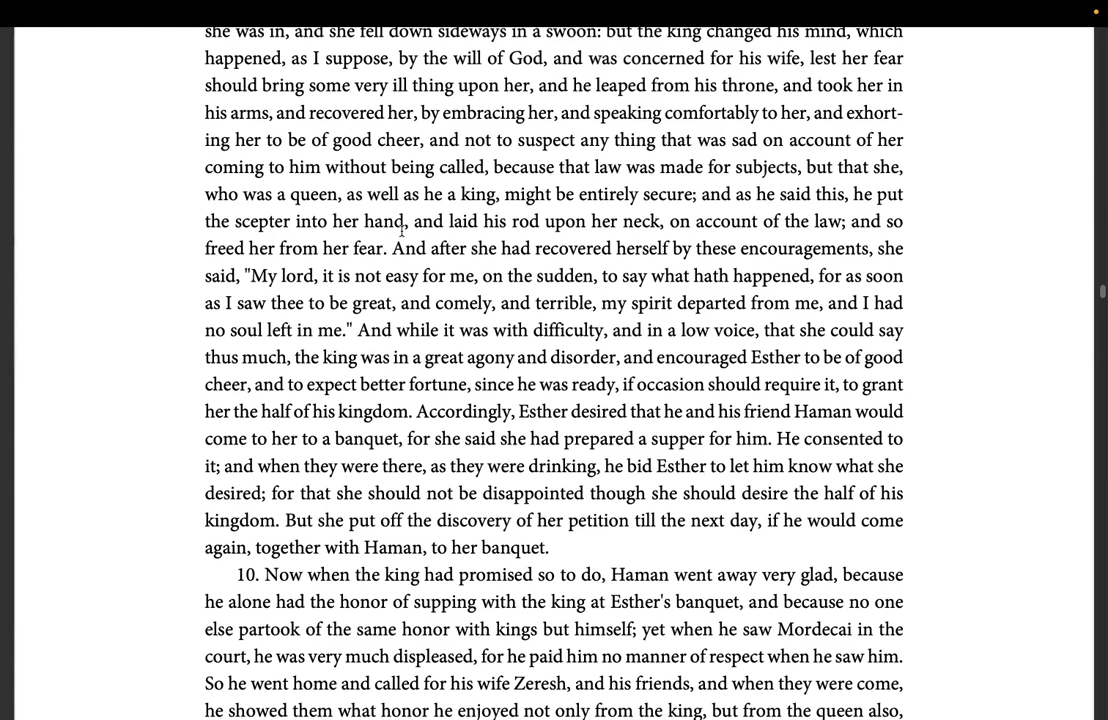 she was in, and she fell down sideways in a swoon: but the king changed his mind, which
happened, as I suppose, by the will of God, and was concerned for his wife, lest her fear
should bring some very ill thing upon her, and he leaped from his throne, and took her in
his arms, and recovered her, by embracing her, and speaking comfortably to her, and exhort-
ing her to be of good cheer, and not to suspect any thing that was sad on account of her
coming to him without being called, because that law was made for subjects, but that she,
who was a queen, as well as he a king, might be entirely secure; and as he said this, he put
the scepter into her hand, and laid his rod upon her neck, on account of the law; and so
freed her from her fear. And after she had recovered herself by these encouragements, she
said, "My lord, it is not easy for me, on the sudden, to say what hath happened, for as soon
as I saw thee to be great, and comely, and terrible, my spirit departed from me, and I had
no soul left in me." And while it was with difficulty, and in a low voice, that she could say
thus much, the king was in a great agony and disorder, and encouraged Esther to be of good
cheer, and to expect better fortune, since he was ready, if occasion should require it, to grant
her the half of his kingdom. Accordingly, Esther desired that he and his friend Haman would
come to her to a banquet, for she said she had prepared a supper for him. He consented to
it; and when they were there, as they were drinking, he bid Esther to let him know what she
desired; for that she should not be disappointed though she should desire the half of his
kingdom. But she put off the discovery of her petition till the next day, if he would come
again, together with Haman, to her banquet.
10. Now when the king had promised so to do, Haman went away very glad, because
he alone had the honor of supping with the king at Esther's banquet, and because no one
else partook of the same honor with kings but himself; yet when he saw Mordecai in the
court, he was very much displeased, for he paid him no manner of respect when he saw him.
So he went home and called for his wife Zeresh, and his friends, and when they were come,
he showed them what honor he enjoyed not only from the king, but from the queen also,